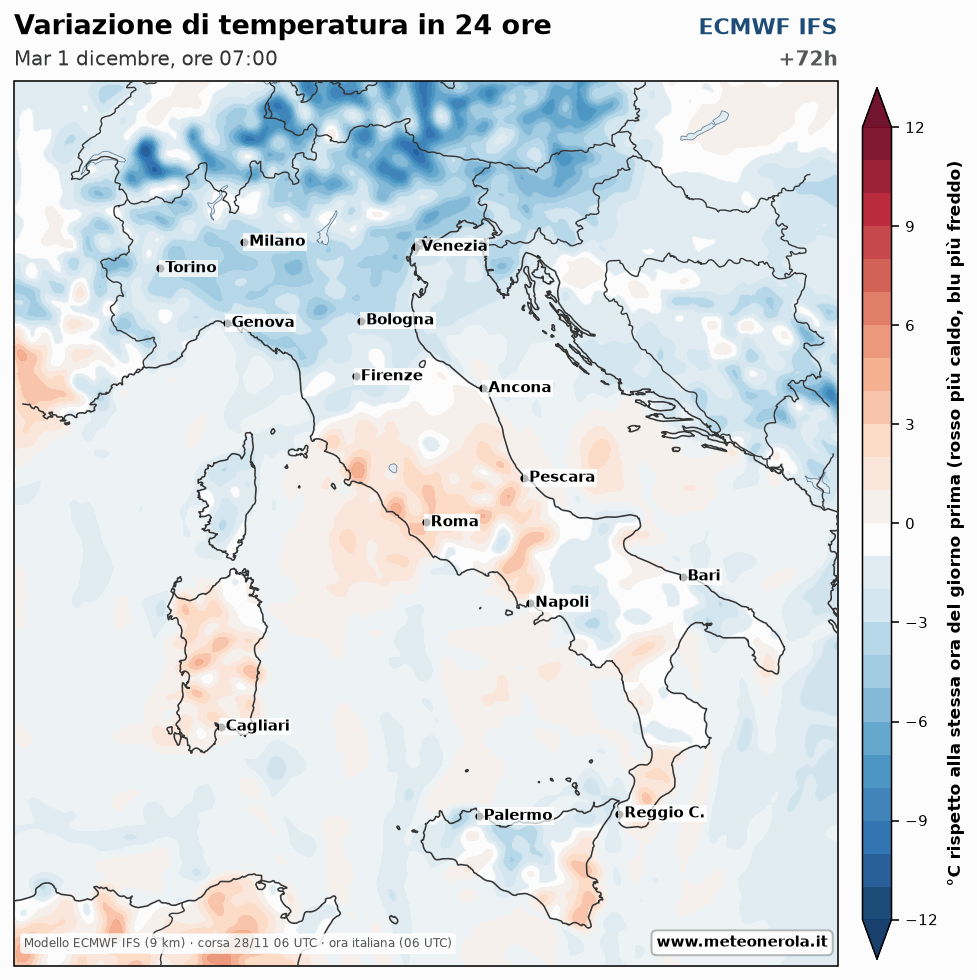 Variazione di temperatura in 24 ore
ECMWF IFS
Mar 1 dicembre, ore 07:00
+72h
Milano
Venezia
Torino
Genova
Bologna
Firenze
Ancona
Pescara
Roma
Bari
Napoli
Cagliari
Palermo
Reggio C.
Modello ECMWF IFS (9 km) · corsa 28/11 06 UTC · ora italiana (06 UTC)
www.meteonerola.it
12
9
6
3
0
−3
−6
−9
−12
°C rispetto alla stessa ora del giorno prima (rosso più caldo, blu più freddo)